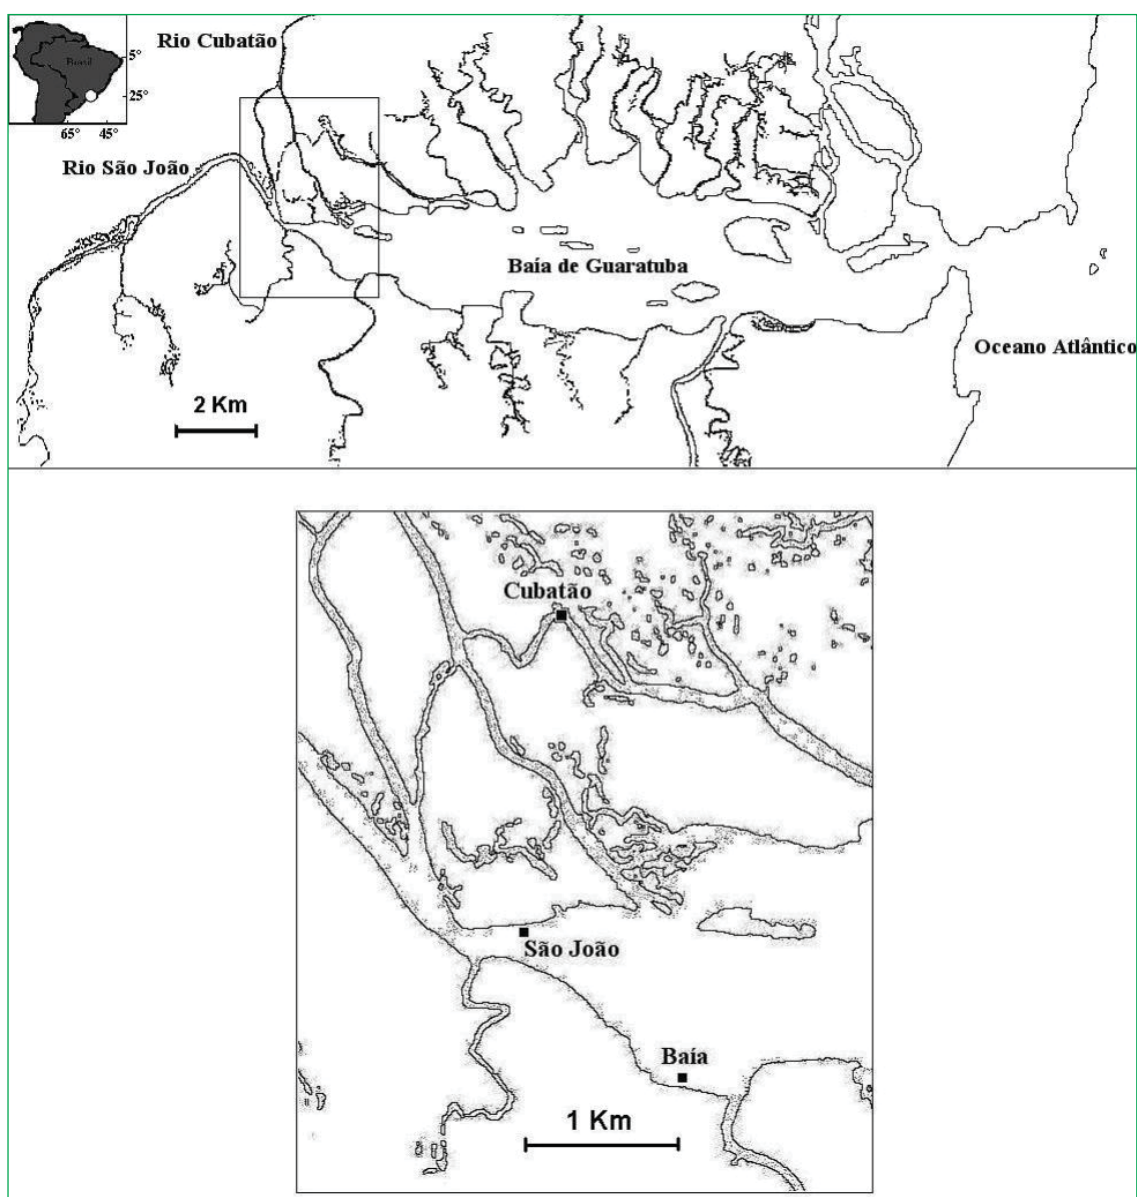 Rio Cubatão
Brasil
5°
25°
65° 45°
Rio São João
Baía de Guaratuba
Oceano Atlântico
2 Km
Cubatão
São João
Baía
1 Km